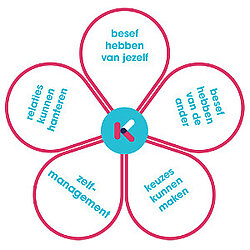 besef
hebben
van jezelf
besef
hebben
van de
ander
keuzes
kunnen
maken
zelf-
management
relaties
kunnen
hanteren